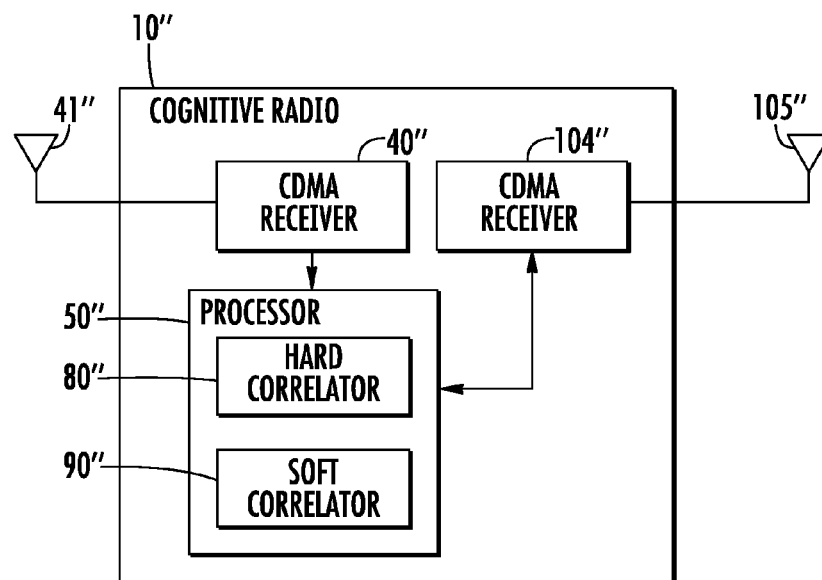 10"
41"
COGNITIVE RADIO
40"
104"
105"
CDMA
RECEIVER
CDMA
RECEIVER
50"
PROCESSOR
80"
HARD
CORRELATOR
90"
SOFT
CORRELATOR